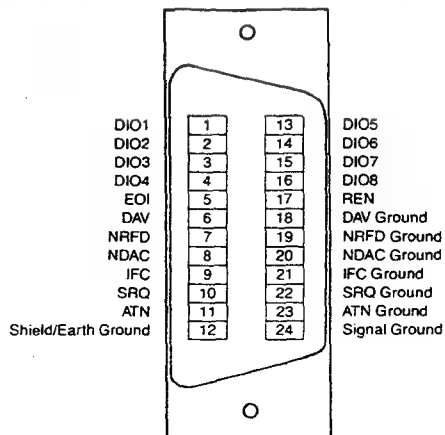 DIO1 1 13 DIO5
DIO2 2 14 DIO6
DIO3 3 15 DIO7
DIO4 4 16 DIO8
EOI 5 17 REN
DAV 6 18 DAV Ground
NRFD 7 19 NRFD Ground
NDAC 8 20 NDAC Ground
IFC 9 21 IFC Ground
SRQ 10 22 SRQ Ground
ATN 11 23 ATN Ground
Shield/Earth Ground 12 24 Signal Ground